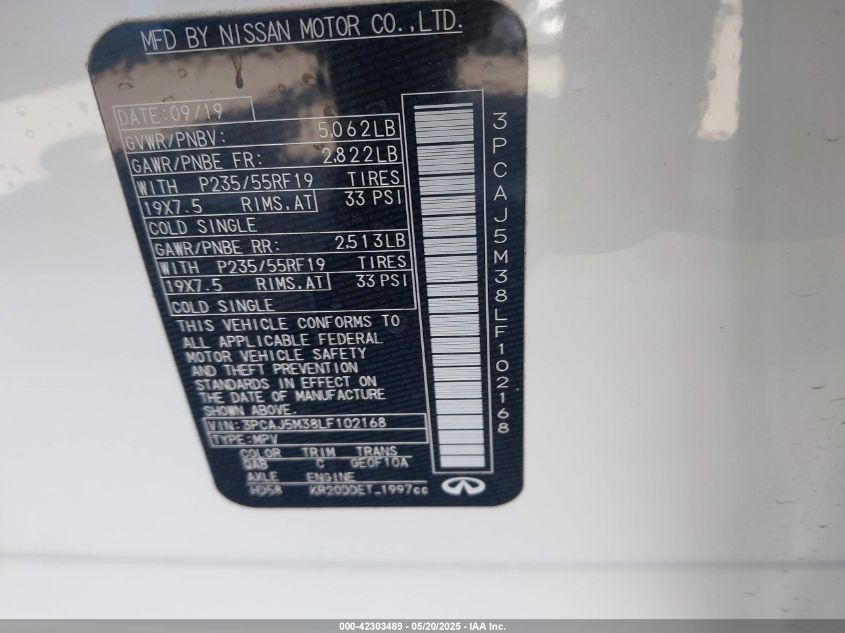 MFD BY NISSAN MOTOR CO.,LTD.
DATE:09/19
GVWR/PNBV: 5,062LB
GAWR/PNBE FR: 2,822LB
WITH P235/55RF19 TIRES
19X7.5 RIMS.AT 33 PSI
COLD SINGLE
GAWR/PNBE RR: 2,513LB
WITH P235/55RF19 TIRES
19X7.5 RIMS.AT 33 PSI
COLD SINGLE
THIS VEHICLE CONFORMS TO
ALL APPLICABLE FEDERAL
MOTOR VEHICLE SAFETY
AND THEFT PREVENTION
STANDARDS IN EFFECT ON
THE DATE OF MANUFACTURE
SHOWN ABOVE.
VIN:3PCAJ5M38LF102168
TYPE:MPV
COLOR TRIM TRANS
QAB C GE0F10A
AXLE ENGINE
HD58 KR20DDET_1997cc
3PCAJ5M38LF102168
000-42303489 - 05/20/2025 - IAA Inc.